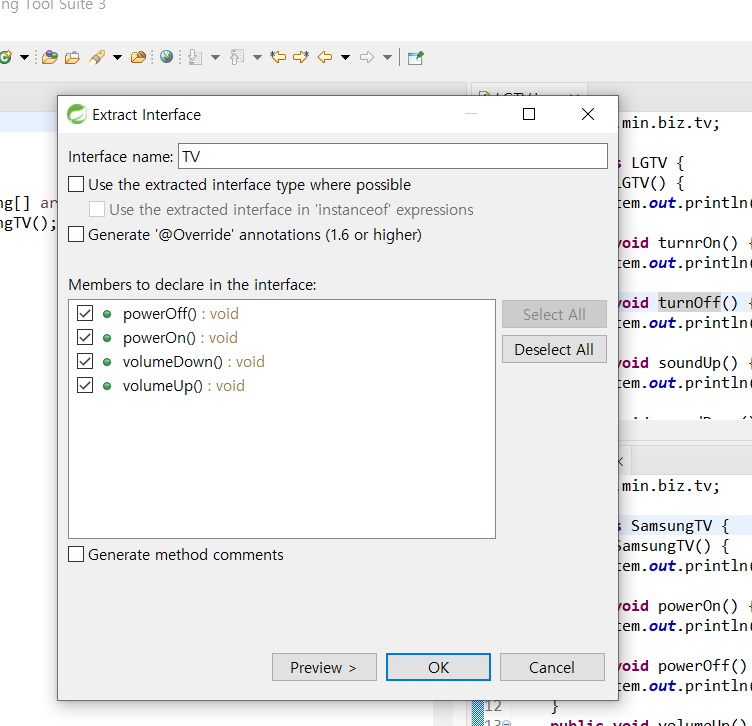 ng Tool Suite 3
Extract Interface
Interface name: TV
Use the extracted interface type where possible
Use the extracted interface in 'instanceof' expressions
Generate '@Override' annotations (1.6 or higher)
Members to declare in the interface:
powerOff() : void
powerOn() : void
volumeDown() : void
volumeUp() : void
Select All
Deselect All
Generate method comments
Preview >
OK
Cancel
ng[] ar
ngTV();
.min.biz.tv;
s LGTV {
LGTV() {
tem.out.println(
void turnrOn() {
tem.out.println(
void turnOff() {
tem.out.println(
void soundUp() {
tem.out.println(
.min.biz.tv;
s SamsungTV {
SamsungTV() {
tem.out.println(
void powerOn() {
tem.out.println(
void powerOff()
tem.out.println(
12 }
13 public void volumeUp()